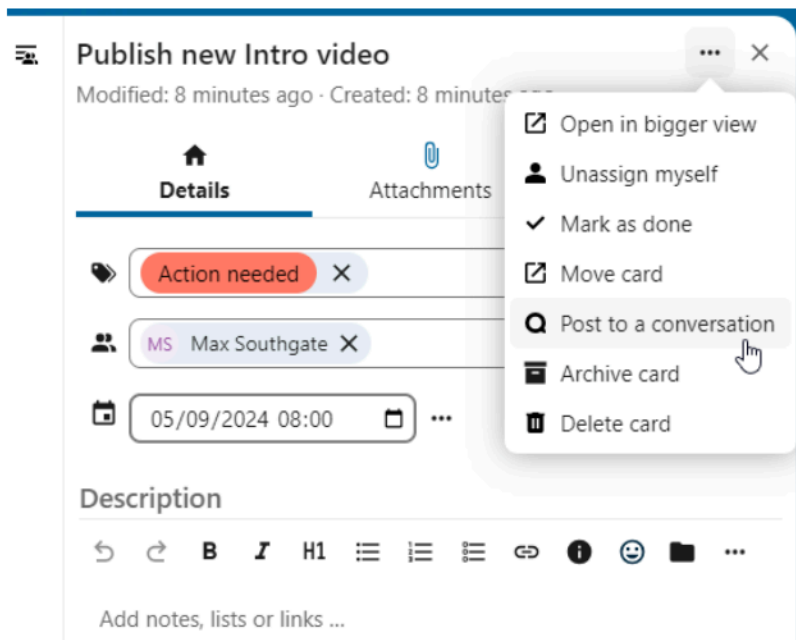 Publish new Intro video
Modified: 8 minutes ago · Created: 8 minutes
Open in bigger view
Unassign myself
Mark as done
Move card
Post to a conversation
Archive card
Delete card
Details
Attachments
Action needed
MS Max Southgate
05/09/2024 08:00
Description
B I H1
Add notes, lists or links ...